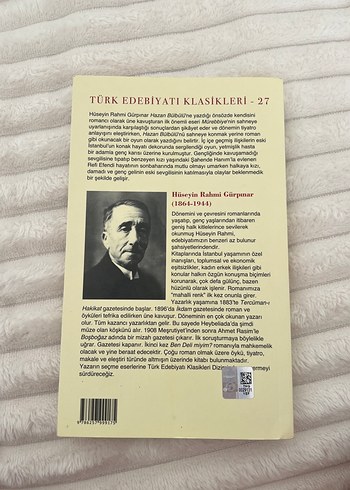 TÜRK EDEBİYATI KLASİKLERİ - 27
Hüseyin Rahmi Gürpınar Hazan Bülbülü'ne yazdığı önsözde kendisini
romancı olarak üne kavuşturan ilk önemli eseri Mürebbiye'nin sahneye
uyarlanışında karşılaştığı sonuçlardan şikâyet eder ve dönemin tiyatro
anlayışını eleştirirken, Hazan Bülbülü'nü sahneye konmak yerine roman
gibi okunacak bir oyun olarak yazdığını belirtir. İç içe geçmiş ilişkilerin eski
İstanbul'un konak hayatı dekorunda sergilendiği oyun, yetmişlik hasta
bir adamla genç karısı üzerine kurulmuştur. Gençliğinde kavuşamadığı
sevgilisine tıpatıp benzeyen kızı yaşındaki Şahende Hanım'la evlenen
Refi Efendi hayatının sonbaharında mutlu olmayı umarken halkaya kızı,
damadı ve genç gelinin eski sevgilisinin katılmasıyla olaylar beklenmedik
bir şekilde gelişir.
Hüseyin Rahmi Gürpınar
(1864-1944)
Dönemini ve çevresini romanlarında
yaşatıp, genç yaşlarından itibaren
geniş halk kitlelerince sevilerek
okunmuş Hüseyin Rahmi,
edebiyatımızın benzeri az bulunur
şahsiyetlerindendir.
Kitaplarında İstanbul yaşamının özel
inanışları, toplumsal ve ekonomik
eşitsizlikler, kadın erkek ilişkileri gibi
konular halkın özgün konuşma biçimleri
korunarak, çok defa gülünç, bazen
hüzünlü olarak işlenir. Romanımıza
"mahalli renk" ilk kez onunla girer.
Yazarlık yaşamına 1883'te Tercüman-ı
Hakikat gazetesinde başlar. 1896'da İkdam gazetesinde roman ve
öyküleri tefrika edilirken üne kavuşur. Döneminin en çok okunan yazarı
olur. Tüm kazancı yazarlıktan gelir. Bu sayede Heybeliada'da şimdi
müze olan köşkünü alır. 1908 Meşrutiyet'inden sonra Ahmet Rasim'le
Boşboğaz adında bir mizah gazetesi çıkarır. İlk soruşturmaya böylelikle
uğrar. Gazetesi kapanır. İkinci kez Ben Deli miyim? romanıyla mahkemelik
olacak ve yine beraat edecektir. Çoğu roman olmak üzere öykü, tiyatro,
makale ve eleştiri türünde altmışın üzerinde kitabı bulunmaktadır.
Yazarın seçme eserlerine Türk Edebiyatı Klasikleri Dizimizde yer vermeyi
sürdüreceğiz.